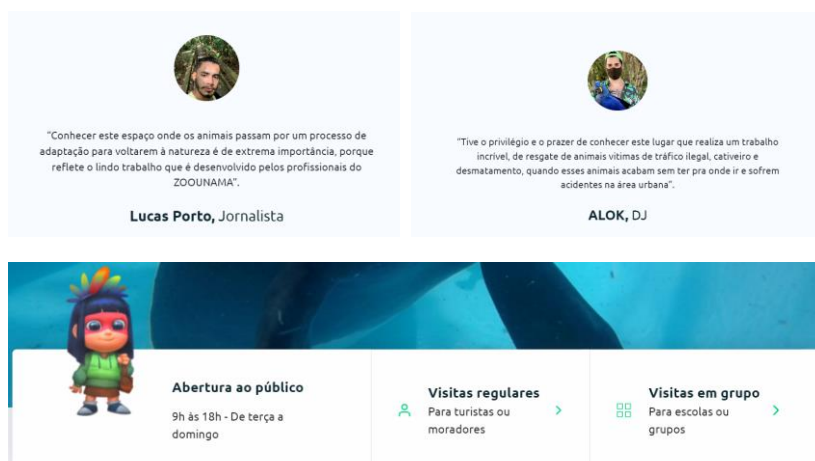 “Conhecer este espaço onde os animais passam por um processo de
adaptação para voltarem à natureza é de extrema importância, porque
reflete o lindo trabalho que é desenvolvido pelos profissionais do
ZOOUNAMA”.
Lucas Porto, Jornalista
“Tive o privilégio e o prazer de conhecer este lugar que realiza um trabalho
incrível, de resgate de animais vitimas de tráfico ilegal, cativeiro e
desmatamento, quando esses animais acabam sem ter pra onde ir e sofrem
acidentes na área urbana”.
ALOK, DJ
Abertura ao público
9h às 18h - De terça a
domingo
Visitas regulares
Para turistas ou
moradores
Visitas em grupo
Para escolas ou
grupos